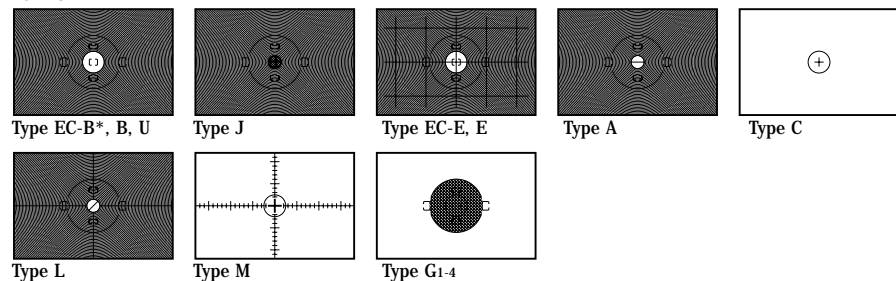 Type EC-B*, B, U
Type J
Type EC-E, E
Type A
Type C
Type L
Type M
Type G1-4